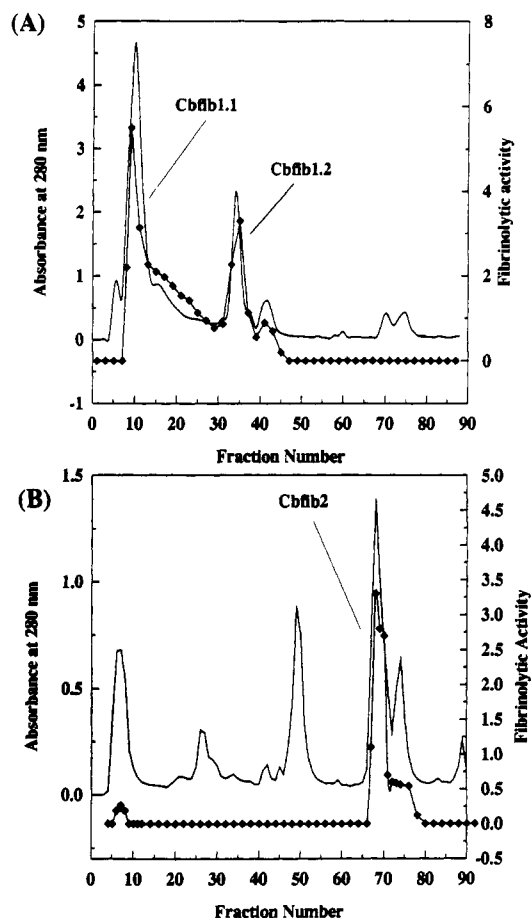 (A)
5
4
3
2
1
0
-1
8
6
4
2
0
Absorbance at 280 nm
Fibrinolytic activity
Cbfib1.1
Cbfib1.2
0 10 20 30 40 50 60 70 80 90
Fraction Number
(B)
1.5
1.0
0.5
0.0
5.0
4.5
4.0
3.5
3.0
2.5
2.0
1.5
1.0
0.5
0.0
-0.5
Absorbance at 280 nm
Fibrinolytic Activity
Cbfib2
0 10 20 30 40 50 60 70 80 90
Fraction Number